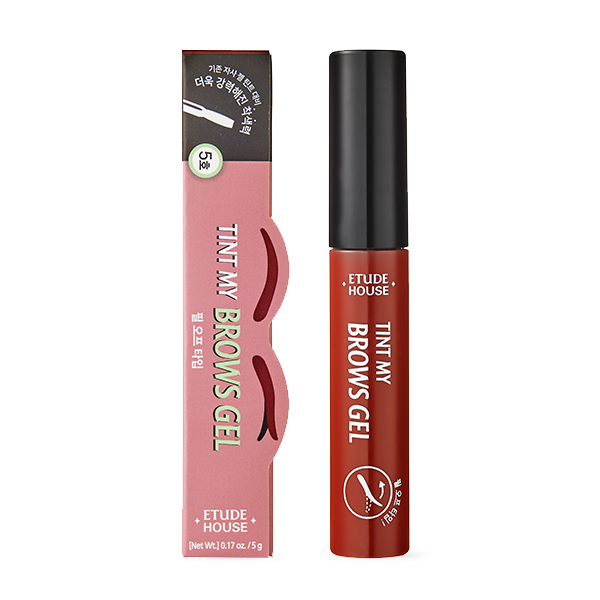 기존 자사 젤 틴트 대비
더욱 강력해진 착색력
5호
TINT MY BROWS GEL
필 오프 타입
ETUDE
HOUSE
[Net Wt.] 0.17 oz. / 5 g
ETUDE
HOUSE
TINT MY
BROWS GEL
필 오프 타입!